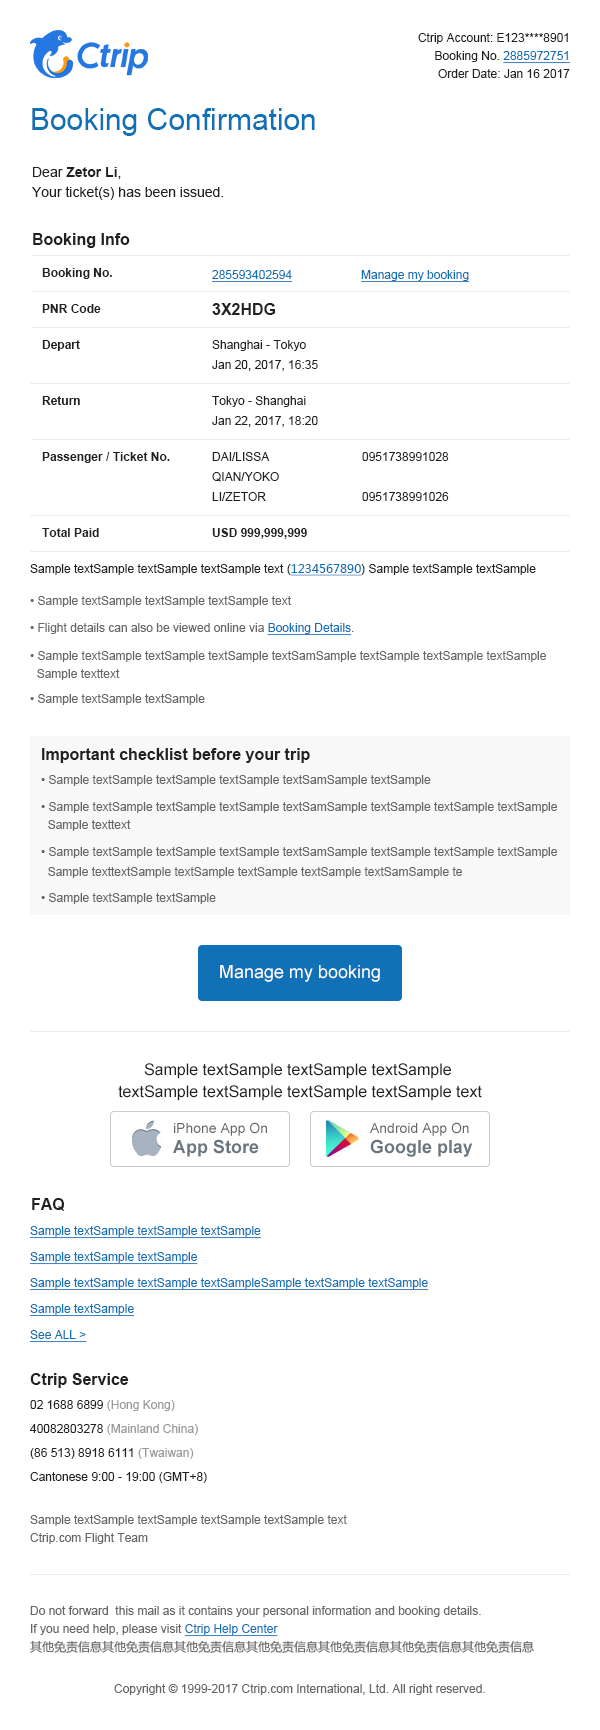 Ctrip
Ctrip Account: E123****8901
Booking No. 2885972751
Order Date: Jan 16 2017
Booking Confirmation
Dear Zetor Li,
Your ticket(s) has been issued.
Booking Info
Booking No. 285593402594 Manage my booking
PNR Code 3X2HDG
Depart Shanghai - Tokyo
Jan 20, 2017, 16:35
Return Tokyo - Shanghai
Jan 22, 2017, 18:20
Passenger / Ticket No. DAI/LISSA 0951738991028
QIAN/YOKO
LI/ZETOR 0951738991026
Total Paid USD 999,999,999
Sample textSample textSample textSample text (1234567890) Sample textSample textSample
• Sample textSample textSample textSample text
• Flight details can also be viewed online via Booking Details.
• Sample textSample textSample textSample textSamSample textSample textSample textSample
Sample texttext
• Sample textSample textSample
Important checklist before your trip
• Sample textSample textSample textSample textSamSample textSample
• Sample textSample textSample textSample textSamSample textSample textSample textSample
Sample texttext
• Sample textSample textSample textSample textSamSample textSample textSample textSample
Sample texttextSample textSample textSample textSample textSamSample te
• Sample textSample textSample
Manage my booking
Sample textSample textSample textSample
textSample textSample textSample textSample text
iPhone App On
App Store
Android App On
Google play
FAQ
Sample textSample textSample textSample
Sample textSample textSample
Sample textSample textSample textSampleSample textSample textSample
Sample textSample
See ALL >
Ctrip Service
02 1688 6899 (Hong Kong)
40082803278 (Mainland China)
(86 513) 8918 6111 (Twaiwan)
Cantonese 9:00 - 19:00 (GMT+8)
Sample textSample textSample textSample textSample text
Ctrip.com Flight Team
Do not forward  this mail as it contains your personal information and booking details.
If you need help, please visit Ctrip Help Center
其他免责信息其他免责信息其他免责信息其他免责信息其他免责信息其他免责信息其他免责信息
Copyright © 1999-2017 Ctrip.com International, Ltd. All right reserved.